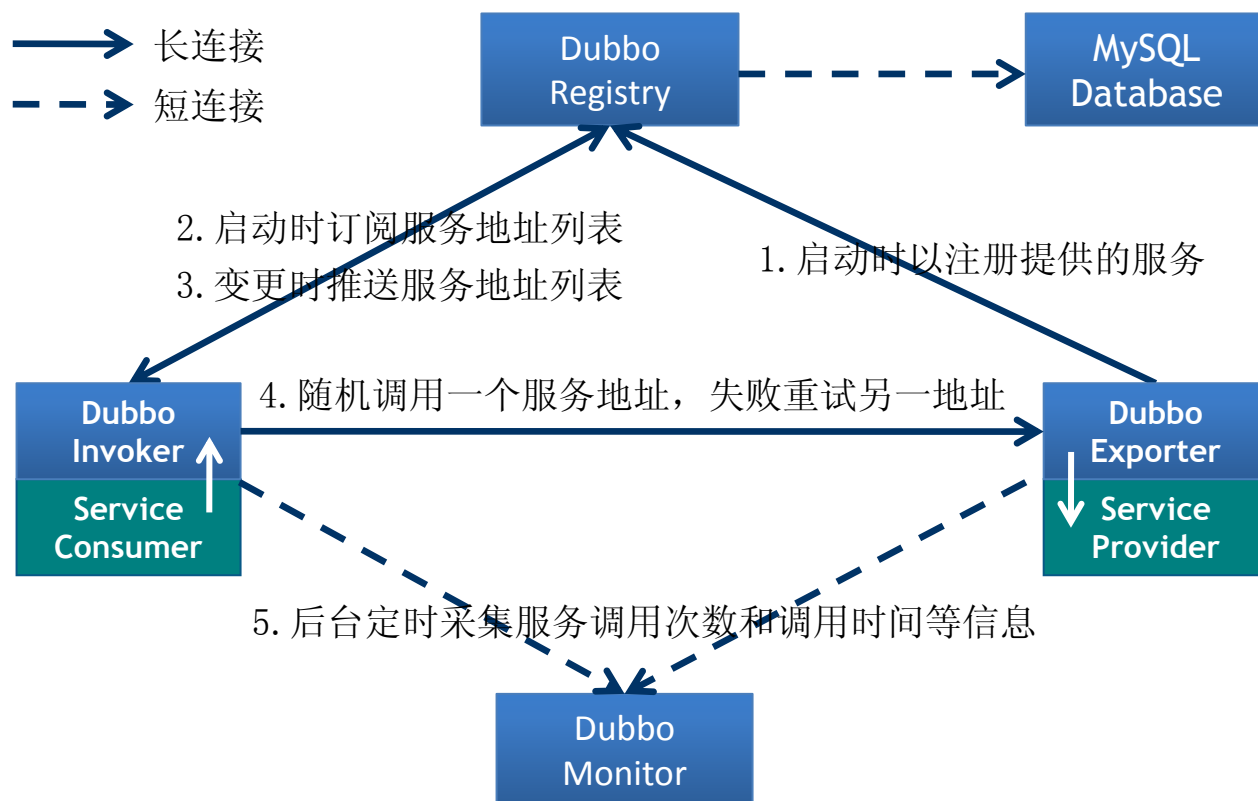 长连接
短连接
Dubbo
Registry
MySQL
Database
2.启动时订阅服务地址列表
3.变更时推送服务地址列表
1.启动时以注册提供的服务
4.随机调用一个服务地址，失败重试另一地址
Dubbo
Invoker
Service
Consumer
Dubbo
Exporter
Service
Provider
5.后台定时采集服务调用次数和调用时间等信息
Dubbo
Monitor